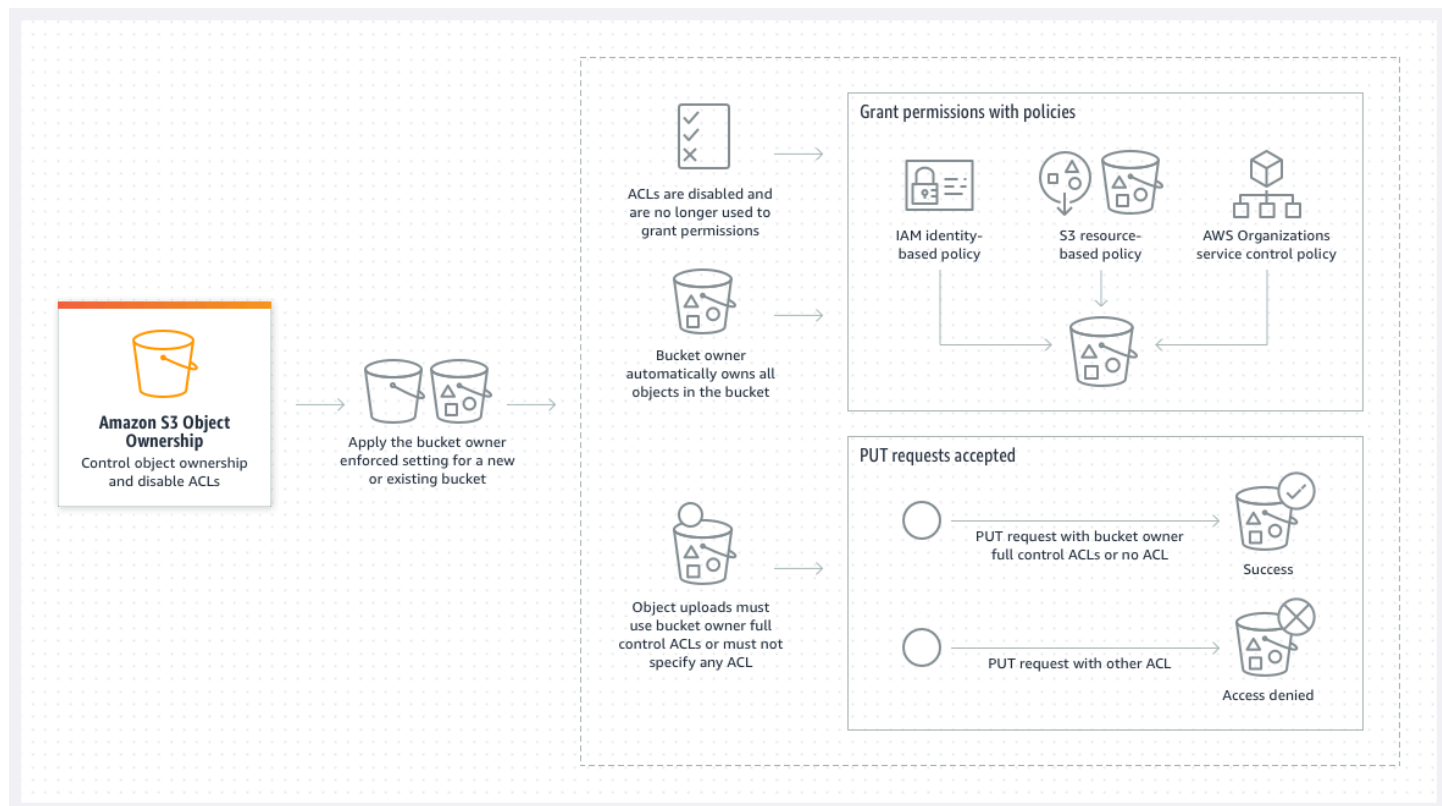 Amazon S3 Object
Ownership
Control object ownership
and disable ACLs
Apply the bucket owner
enforced setting for a new
or existing bucket
ACLs are disabled and
are no longer used to
grant permissions
Bucket owner
automatically owns all
objects in the bucket
Object uploads must
use bucket owner full
control ACLs or must not
specify any ACL
Grant permissions with policies
IAM identity-
based policy
S3 resource-
based policy
AWS Organizations
service control policy
PUT requests accepted
PUT request with bucket owner
full control ACLs or no ACL
Success
PUT request with other ACL
Access denied